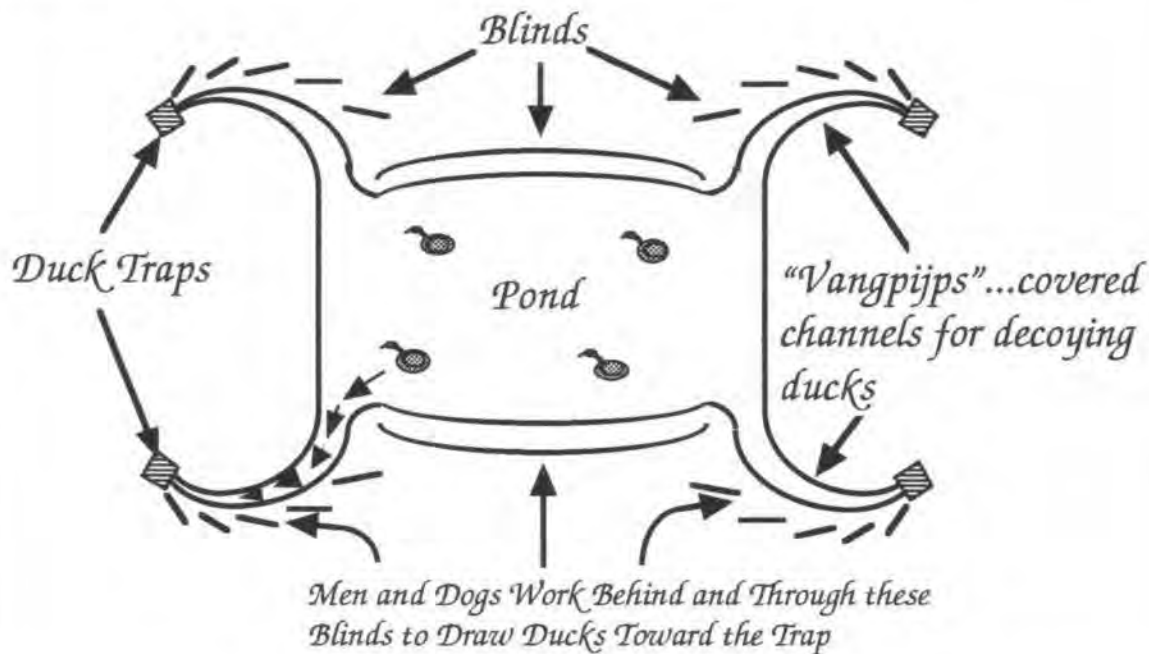 Blinds
Duck Traps
Pond
"Vangpijps"...covered
channels for decoying
ducks
Men and Dogs Work Behind and Through these
Blinds to Draw Ducks Toward the Trap